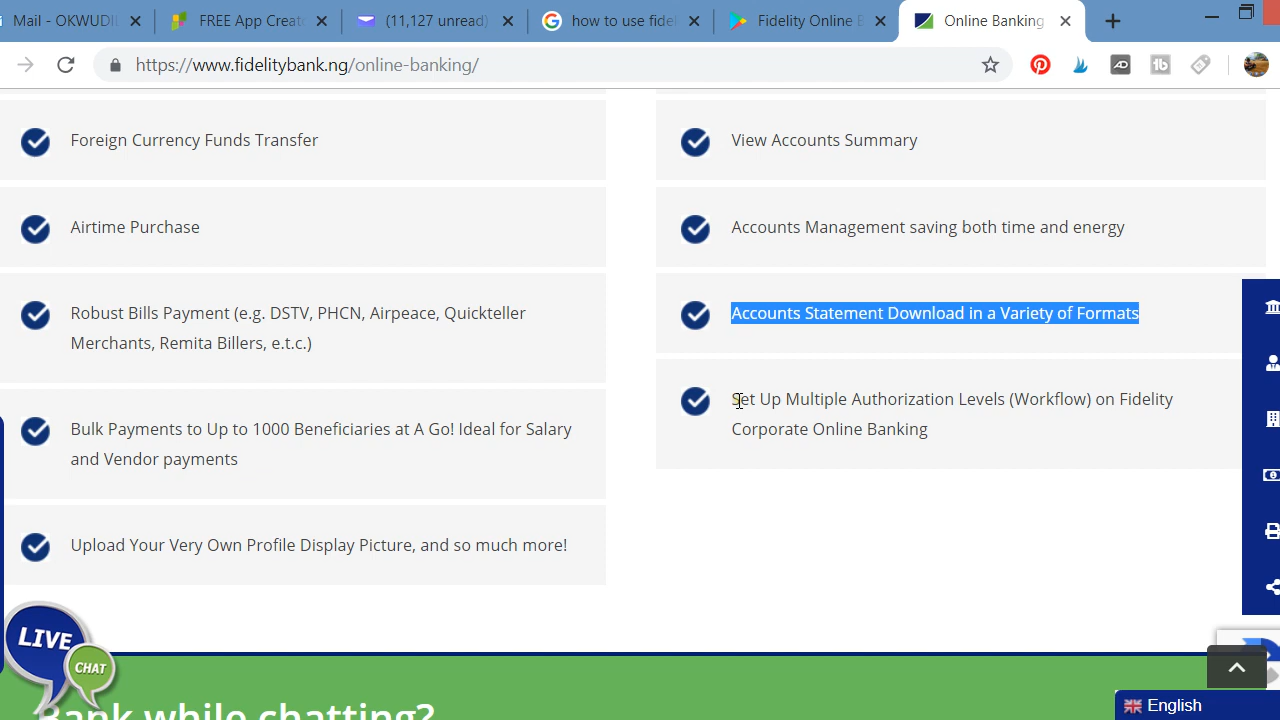 Mail - OKWUDIL
FREE App Creato
(11,127 unread)
how to use fidel
Fidelity Online B
Online Banking
https://www.fidelitybank.ng/online-banking/
Foreign Currency Funds Transfer
Airtime Purchase
Robust Bills Payment (e.g. DSTV, PHCN, Airpeace, Quickteller
Merchants, Remita Billers, e.t.c.)
Bulk Payments to Up to 1000 Beneficiaries at A Go! Ideal for Salary
and Vendor payments
Upload Your Very Own Profile Display Picture, and so much more!
View Accounts Summary
Accounts Management saving both time and energy
Accounts Statement Download in a Variety of Formats
Set Up Multiple Authorization Levels (Workflow) on Fidelity
Corporate Online Banking
LIVE
CHAT
Bank while chatting?
English